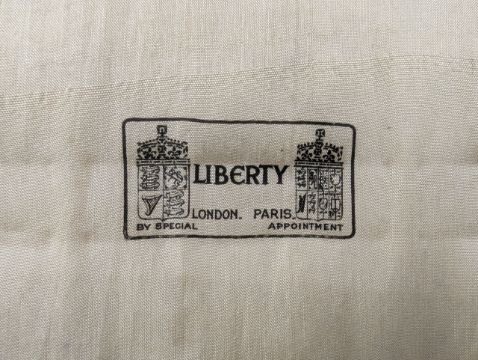 LIBERTY
LONDON. PARIS.
BY SPECIAL APPOINTMENT